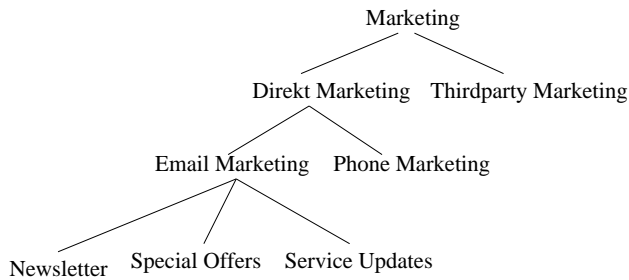 Marketing
Direkt Marketing Thirdparty Marketing
Email Marketing Phone Marketing
Newsletter Special Offers Service Updates